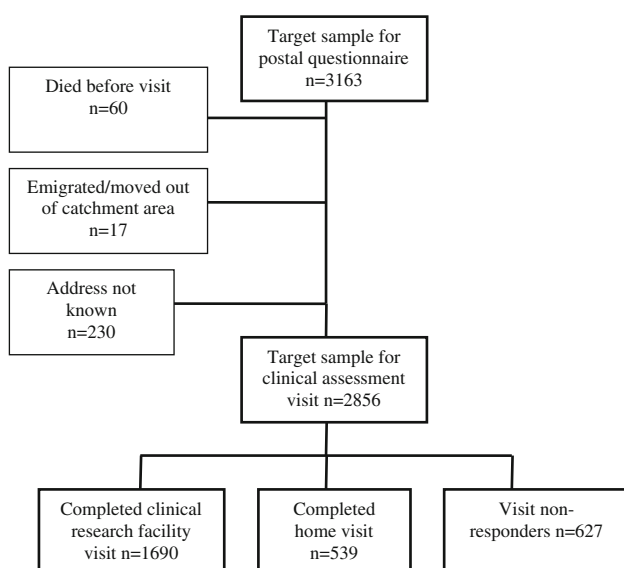 Target sample for
postal questionnaire
n=3163
Died before visit
n=60
Emigrated/moved out
of catchment area
n=17
Address not
known
n=230
Target sample for
clinical assessment
visit n=2856
Completed clinical
research facility
visit n=1690
Completed
home visit
n=539
Visit non-
responders n=627